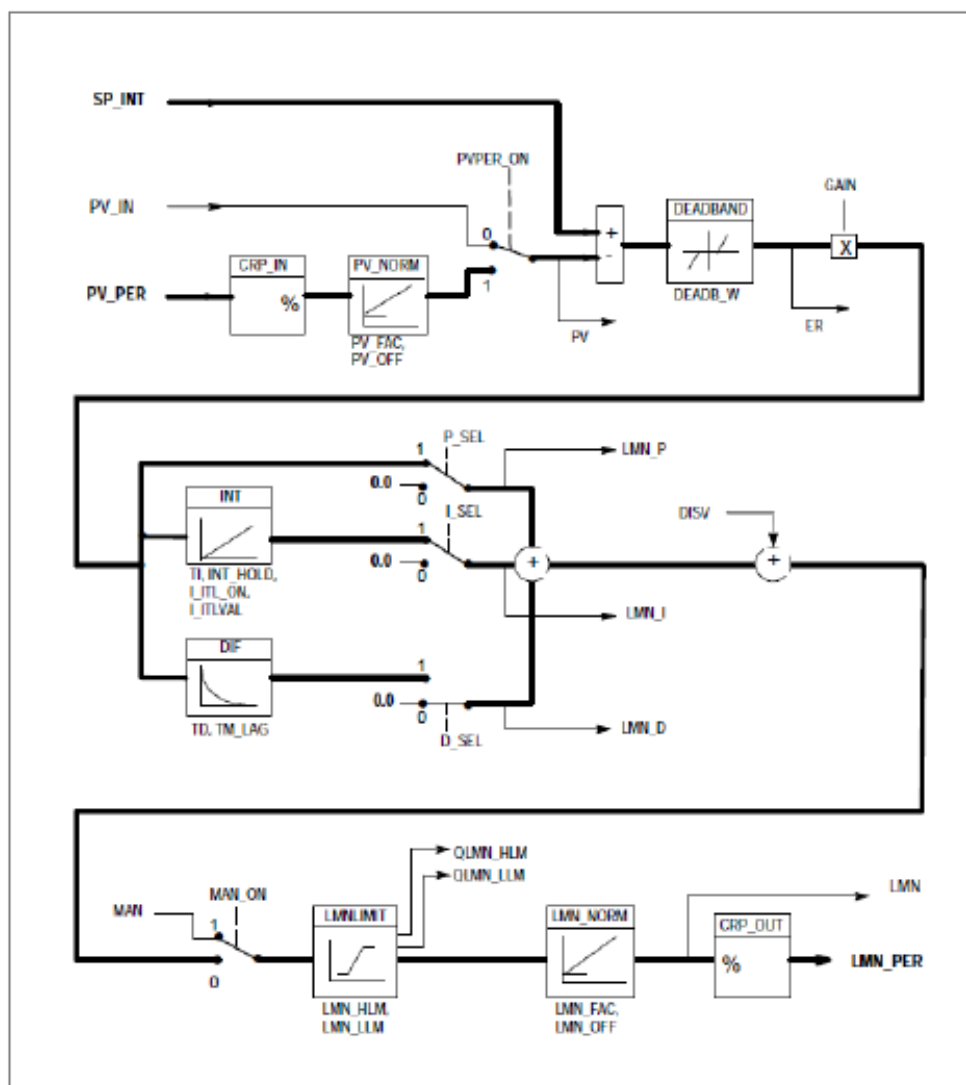 SP_INT
PVPER_ON
GAIN
PV_IN
DEADBAND
0
+
-
X
CRP_IN
PV_NORM
PV_PER
%
1
DEADB_W
PV
ER
PV_FAC,
PV_OFF
P_SEL
1
LMN_P
0.0
0
INT
I_SEL
1
DISV
0.0
0
+
+
TI, INT_HOLD,
I_ITL_ON,
I_ITLVAL
LMN_I
DIF
1
0.0
0
TD, TM_LAG
D_SEL
LMN_D
QLMN_HLM
QLMN_LLM
MAN_ON
LMN
MAN
1
LMNLIMIT
LMN_NORM
CRP_OUT
%
LMN_PER
0
LMN_HLM,
LMN_LLM
LMN_FAC,
LMN_OFF